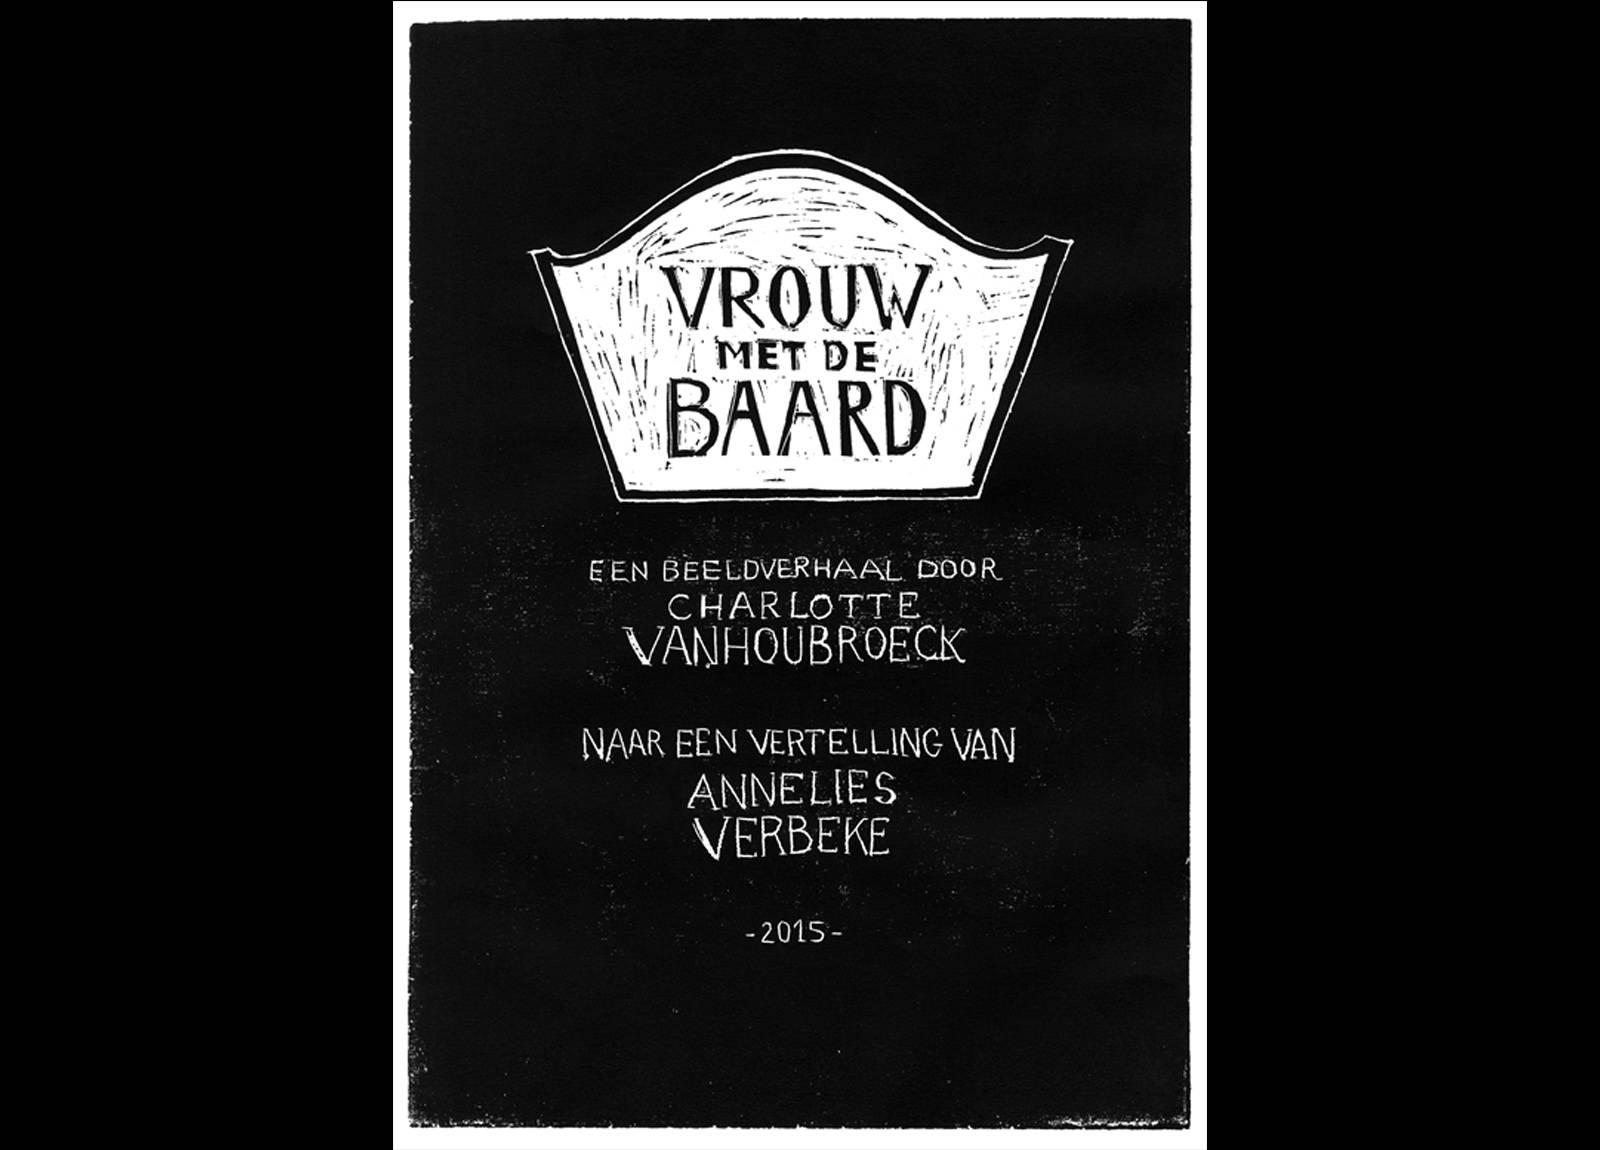 VROUW
MET DE
BAARD
EEN BEELDVERHAAL DOOR
CHARLOTTE
VANHOUBROECK
NAAR EEN VERTELLING VAN
ANNELIES
VERBEKE
-2015-